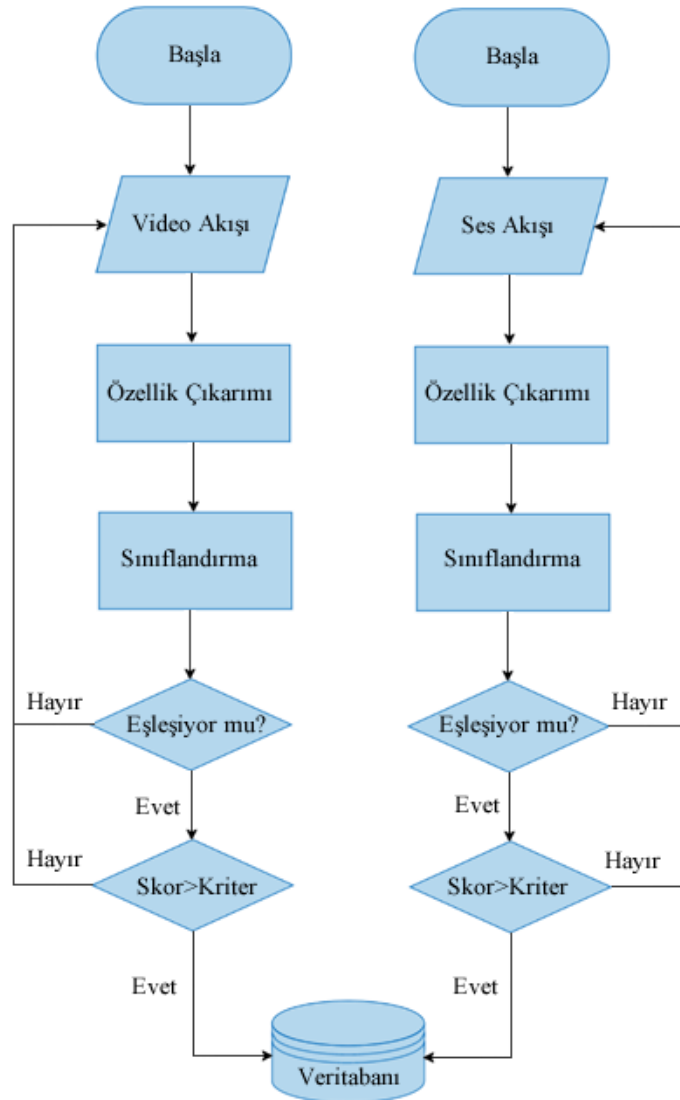 Başla
Video Akışı
Özellik Çıkarımı
Sınıflandırma
Hayır
Eşleşiyor mu?
Evet
Hayır
Skor>Kriter
Evet
Başla
Ses Akışı
Özellik Çıkarımı
Sınıflandırma
Eşleşiyor mu?
Hayır
Evet
Skor>Kriter
Hayır
Evet
Veritabanı